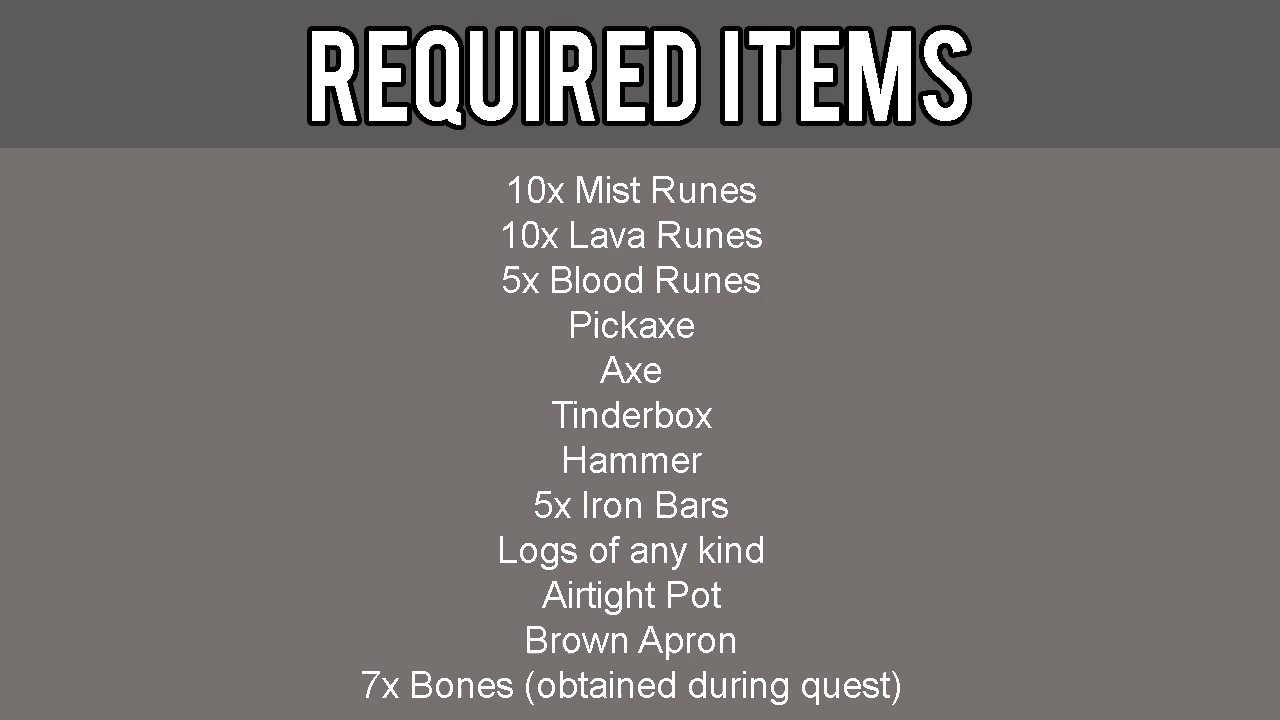 REQUIRED ITEMS
10x Mist Runes
10x Lava Runes
5x Blood Runes
Pickaxe
Axe
Tinderbox
Hammer
5x Iron Bars
Logs of any kind
Airtight Pot
Brown Apron
7x Bones (obtained during quest)